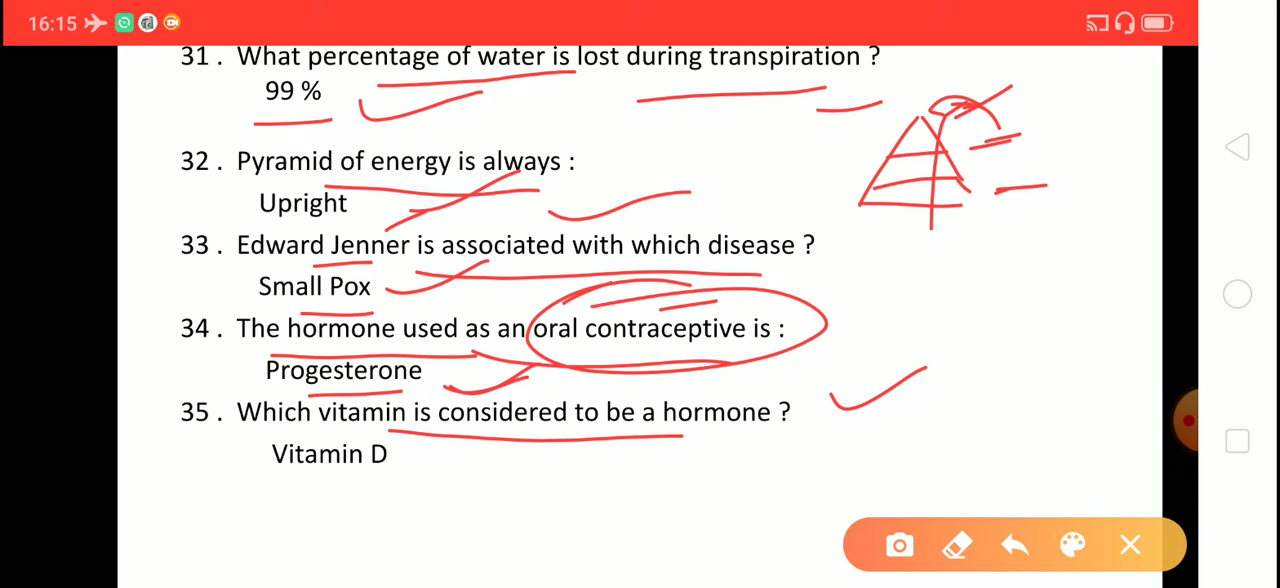 16:15
31 . What percentage of water is lost during transpiration ?
99 %
32 . Pyramid of energy is always :
Upright
33 . Edward Jenner is associated with which disease ?
Small Pox
34 . The hormone used as an oral contraceptive is :
Progesterone
35 . Which vitamin is considered to be a hormone ?
Vitamin D